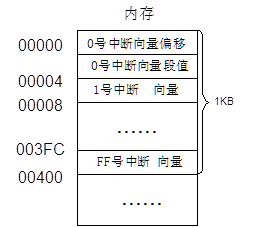 内存
00000
0号中断向量偏移
0号中断向量段值
00004
1号中断 向量
00008
1KB
......
003FC
FF号中断 向量
00400
......